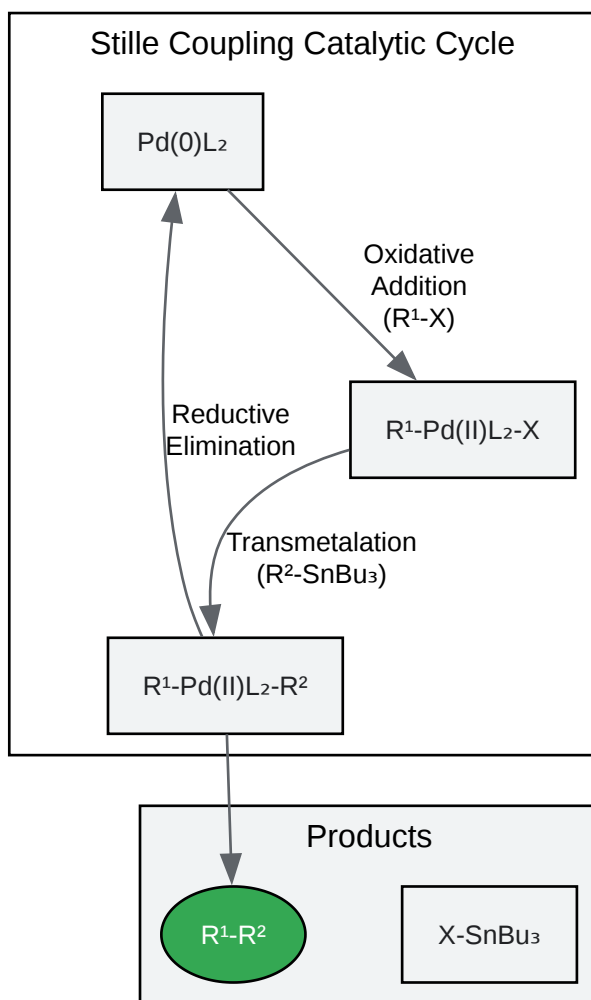 Stille Coupling Catalytic Cycle
Pd(0)L₂
Oxidative
Addition
(R¹-X)
R¹-Pd(II)L₂-X
Reductive
Elimination
Transmetalation
(R²-SnBu₃)
R¹-Pd(II)L₂-R²
Products
R¹-R²
X-SnBu₃